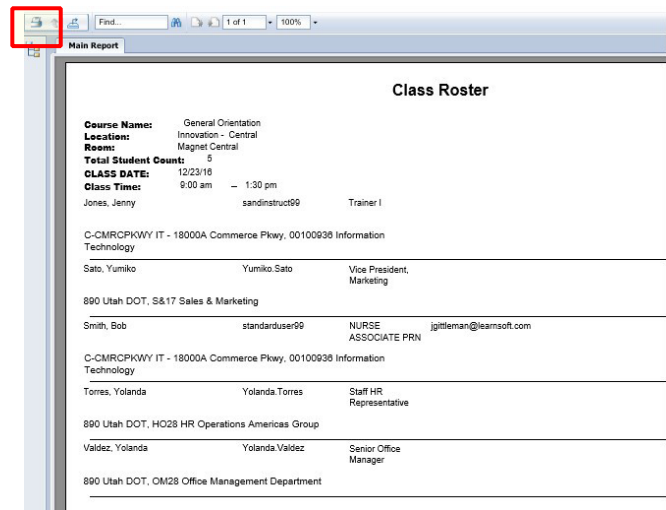 Find...
1 of 1
100%
Main Report
Class Roster
Course Name: General Orientation
Location: Innovation - Central
Room: Magnet Central
Total Student Count: 5
CLASS DATE: 12/23/16
Class Time: 9:00 am – 1:30 pm
Jones, Jenny sandinstruct99 Trainer I
C-CMRCPKWY IT - 18000A Commerce Pkwy, 00100936 Information
Technology
Sato, Yumiko Yumiko.Sato Vice President,
Marketing
890 Utah DOT, S&17 Sales & Marketing
Smith, Bob standarduser99 NURSE jgittleman@learnsoft.com
ASSOCIATE PRN
C-CMRCPKWY IT - 18000A Commerce Pkwy, 00100936 Information
Technology
Torres, Yolanda Yolanda.Torres Staff HR
Representative
890 Utah DOT, HO28 HR Operations Americas Group
Valdez, Yolanda Yolanda.Valdez Senior Office
Manager
890 Utah DOT, OM28 Office Management Department